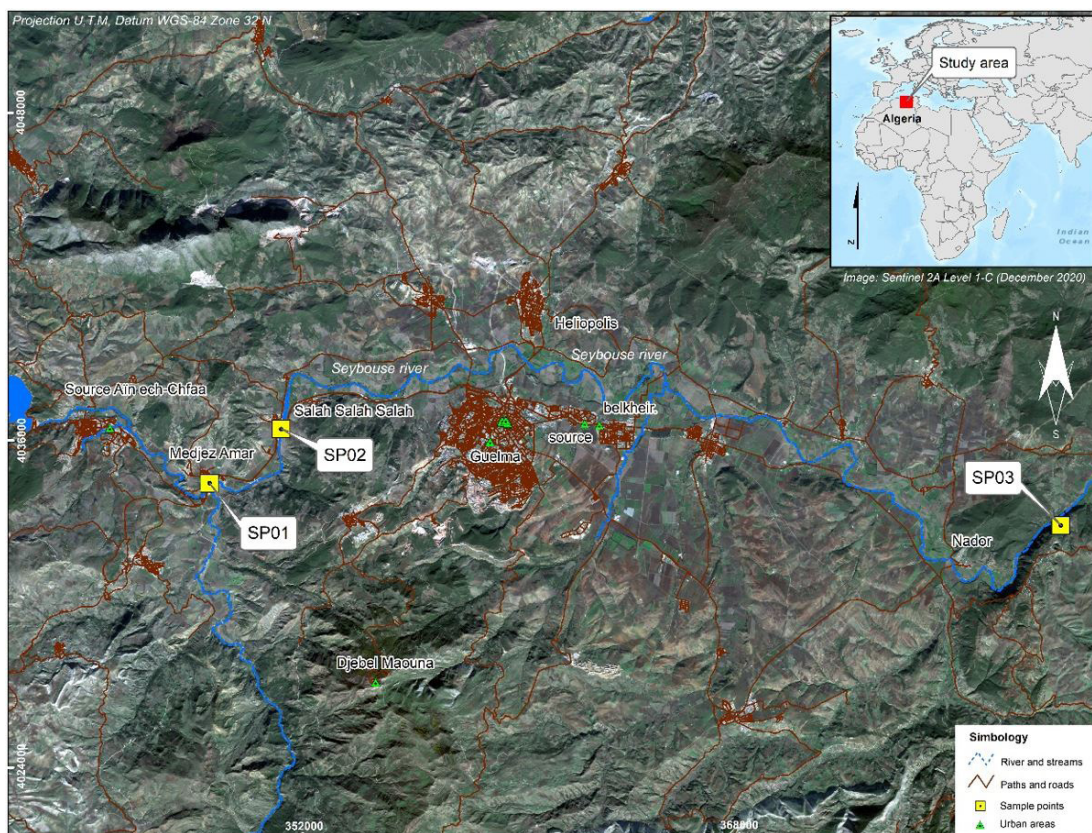 Projection U.T.M, Datum WGS-84 Zone 32 N
Study area
Algeria
N
Indian
Ocean
Image: Sentinel 2A Level 1-C (December 2020)
4048000
4036000
4024000
352000
368000
N
S
Heliopolis
Seybouse river
Seybouse river
Source Aïn ech-Chfaa
Salah Salah Salah
belkheir.
SP02
source
Guelma
Medjez Amar
SP01
SP03
Nador
Djebel Maouna
Simbology
River and streams
Paths and roads
Sample points
Urban areas